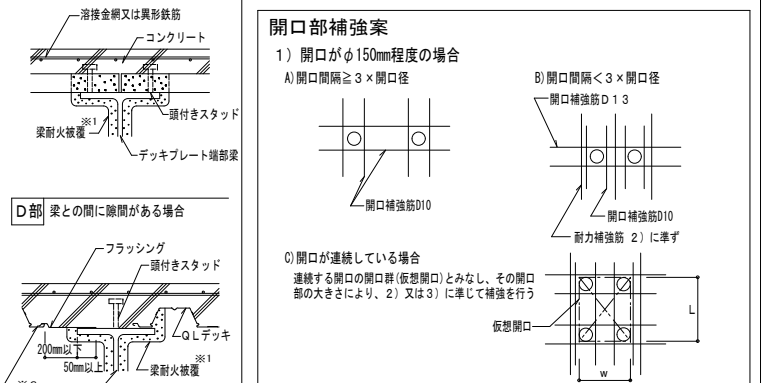 溶接金網又は異形鉄筋
コンクリート
頭付きスタッド
※1
梁耐火被覆
デッキプレート端部梁
D部 梁との間に隙間がある場合
フラッシング
頭付きスタッド
QLデッキ
200mm以下
50mm以上
※1
梁耐火被覆
開口部補強案
1）開口がφ150mm程度の場合
A)開口間隔≧3×開口径
開口補強筋D10
B)開口間隔<3×開口径
開口補強筋D13
開口補強筋D10
耐力補強筋 2）に準ず
C)開口が連続している場合
連続する開口の開口群(仮想開口)とみなし、その開口
部の大きさにより、2）又は3）に準じて補強を行う
仮想開口
L
w